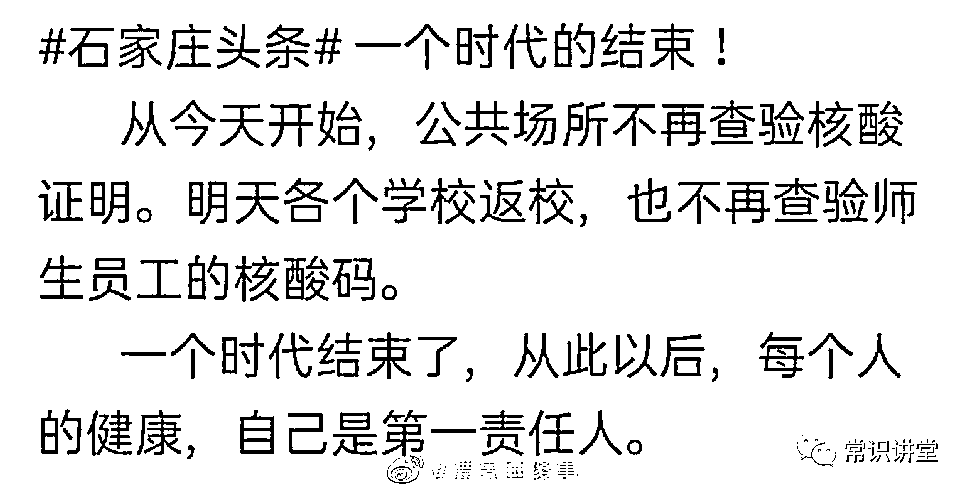 #石家庄头条# 一个时代的结束！
从今天开始，公共场所不再查验核酸
证明。明天各个学校返校，也不再查验师
生员工的核酸码。
一个时代结束了，从此以后，每个人
的健康，自己是第一责任人。
常识讲堂